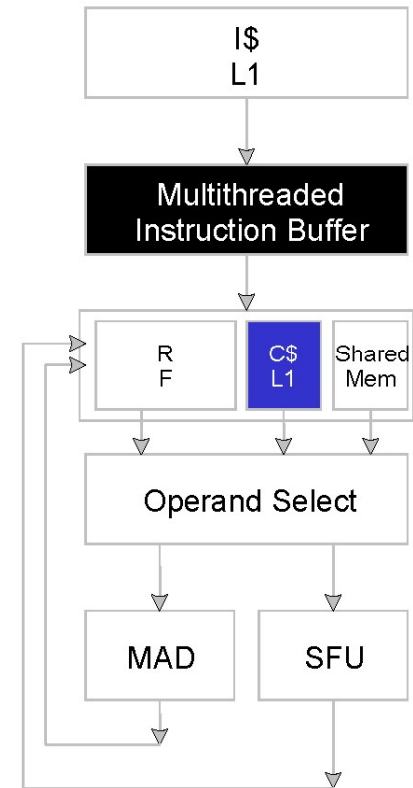 I$
L1
Multithreaded
Instruction Buffer
R
F
C$
L1
Shared
Mem
Operand Select
MAD
SFU